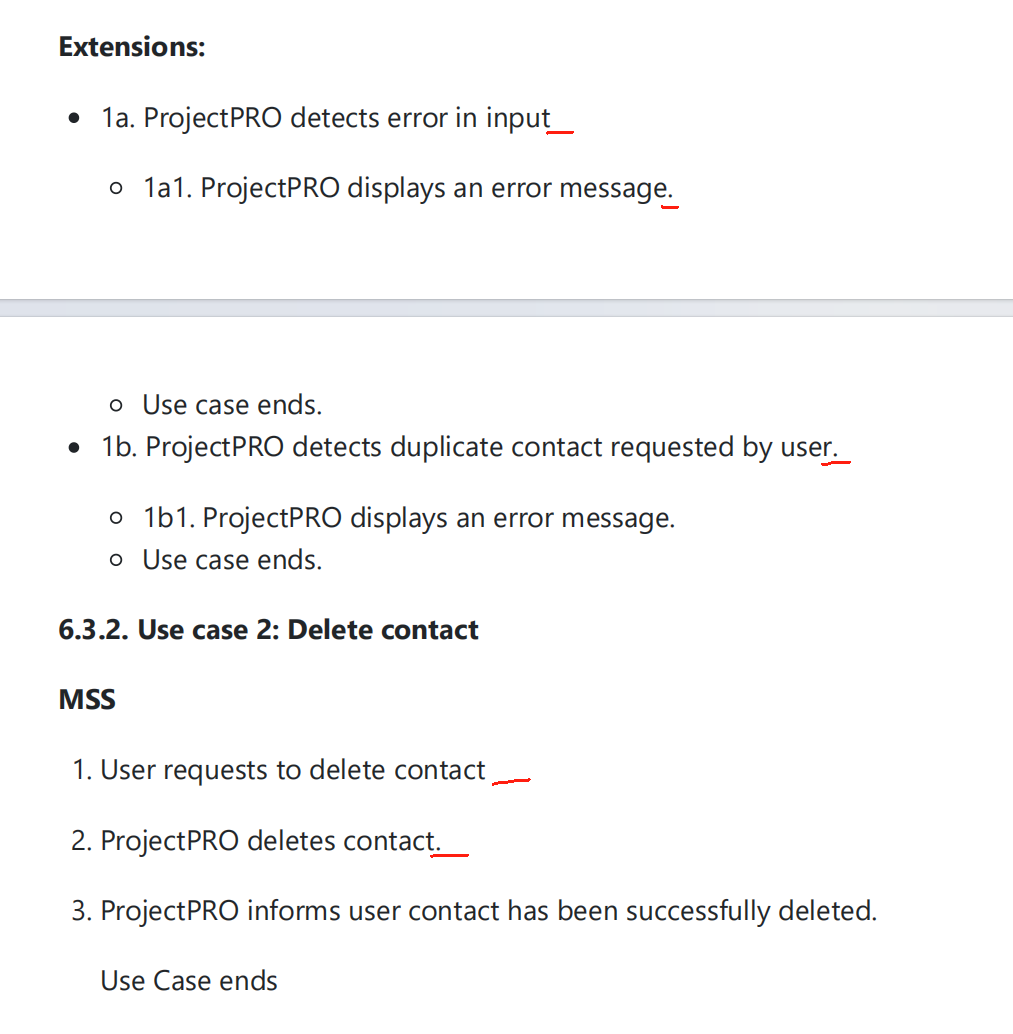 Extensions:
• 1a. ProjectPRO detects error in input
○ 1a1. ProjectPRO displays an error message.
○ Use case ends.
• 1b. ProjectPRO detects duplicate contact requested by user.
○ 1b1. ProjectPRO displays an error message.
○ Use case ends.
6.3.2. Use case 2: Delete contact
MSS
1. User requests to delete contact
2. ProjectPRO deletes contact.
3. ProjectPRO informs user contact has been successfully deleted.
Use Case ends